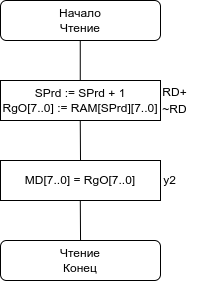 Начало
Чтение
SPrd := SPrd + 1
RgO[7..0] := RAM[SPrd][7..0]
RD+
~RD
MD[7..0] = RgO[7..0]
y2
Чтение
Конец